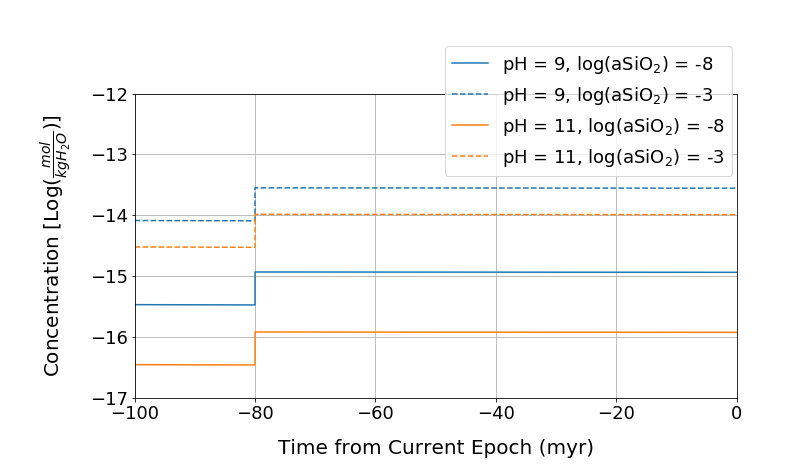 pH = 9, log(aSiO₂) = -8
pH = 9, log(aSiO₂) = -3
pH = 11, log(aSiO₂) = -8
pH = 11, log(aSiO₂) = -3
Concentration [Log(mol/kgH₂O)]
−12
−13
−14
−15
−16
−17
−100 −80 −60 −40 −20 0
Time from Current Epoch (myr)